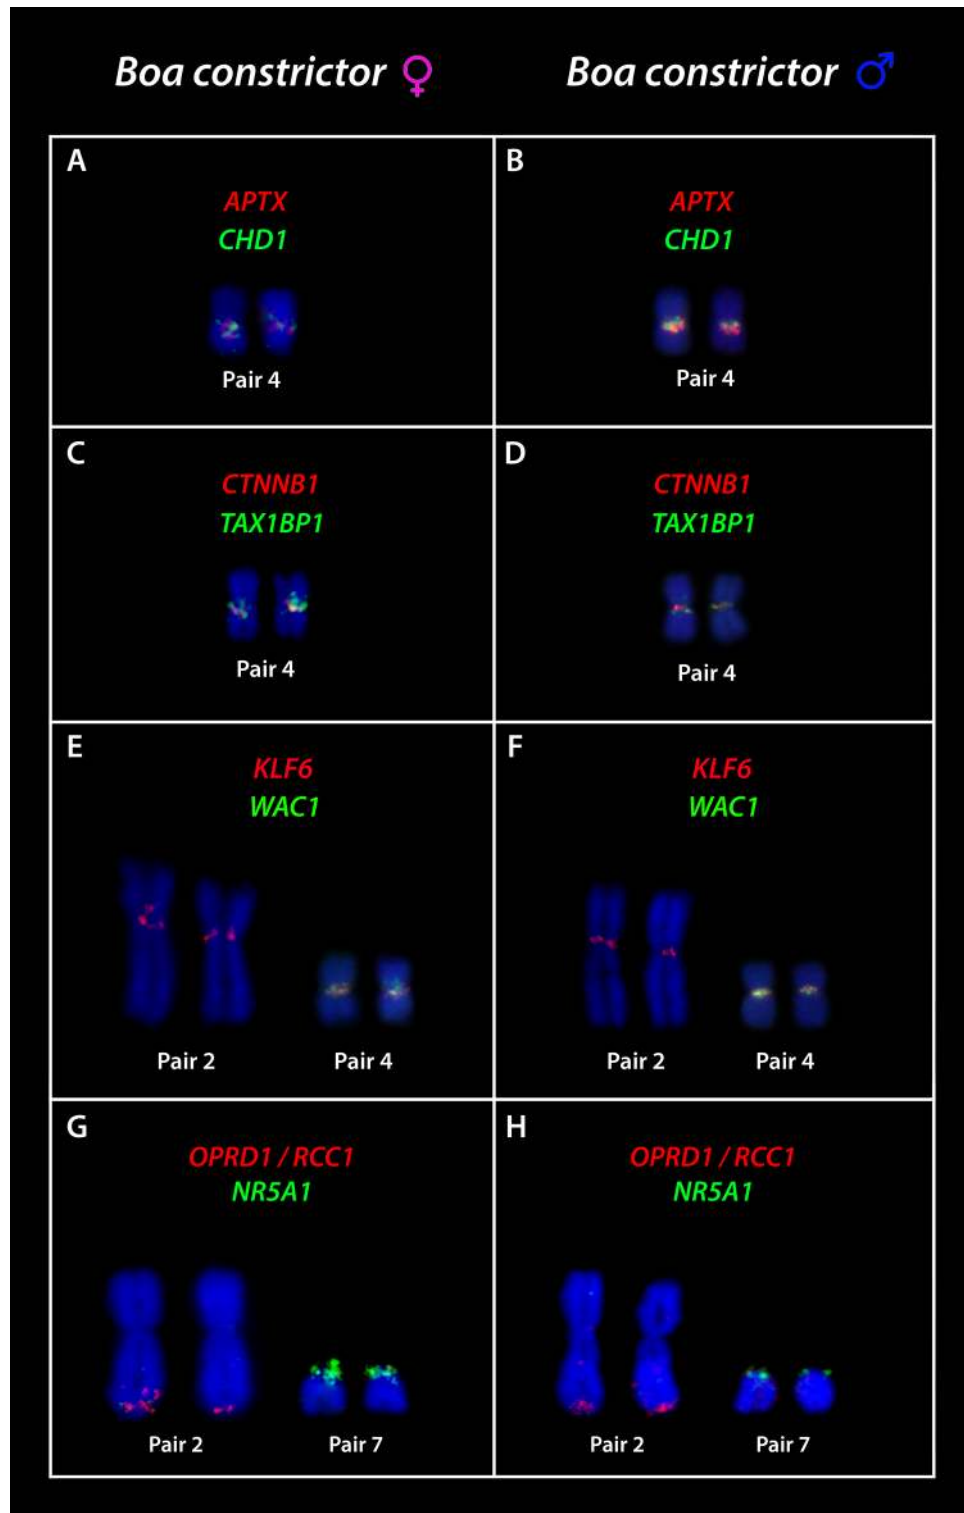 Boa constrictor ♀
Boa constrictor ♂
A
APTX
CHD1
Pair 4
B
APTX
CHD1
Pair 4
C
CTNNB1
TAX1BP1
Pair 4
D
CTNNB1
TAX1BP1
Pair 4
E
KLF6
WAC1
Pair 2
Pair 4
F
KLF6
WAC1
Pair 2
Pair 4
G
OPRD1 / RCC1
NR5A1
Pair 2
Pair 7
H
OPRD1 / RCC1
NR5A1
Pair 2
Pair 7